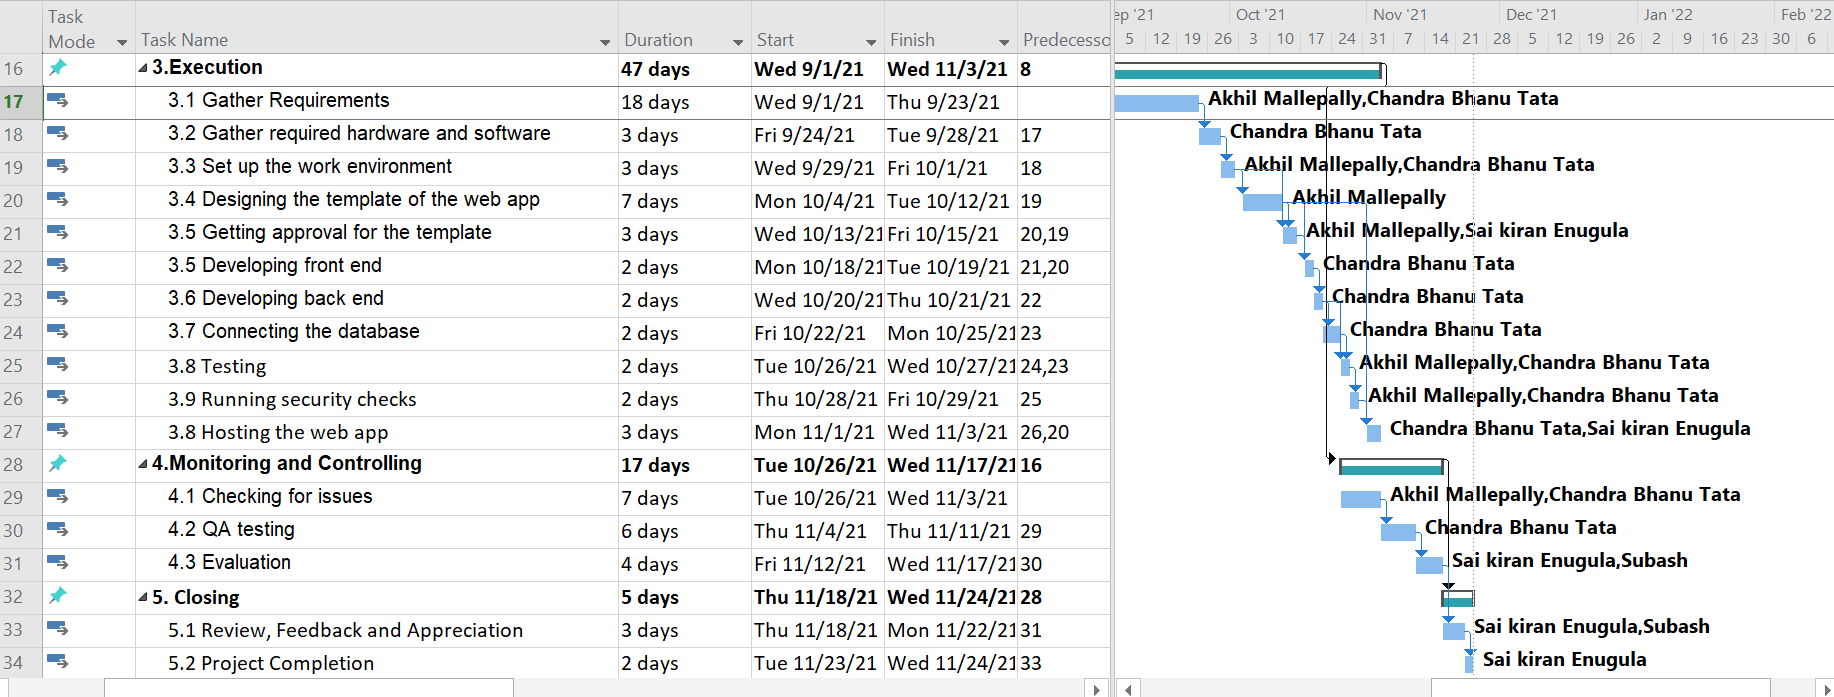 Task Mode Task Name Duration Start Finish Predecesso
ep '21 Oct '21 Nov '21 Dec '21 Jan '22 Feb '22
5 12 19 26 3 10 17 24 31 7 14 21 28 5 12 19 26 2 9 16 23 30 6
16 3.Execution 47 days Wed 9/1/21 Wed 11/3/21 8
17 3.1 Gather Requirements 18 days Wed 9/1/21 Thu 9/23/21 Akhil Mallepally,Chandra Bhanu Tata
18 3.2 Gather required hardware and software 3 days Fri 9/24/21 Tue 9/28/21 17 Chandra Bhanu Tata
19 3.3 Set up the work environment 3 days Wed 9/29/21 Fri 10/1/21 18 Akhil Mallepally,Chandra Bhanu Tata
20 3.4 Designing the template of the web app 7 days Mon 10/4/21 Tue 10/12/21 19 Akhil Mallepally
21 3.5 Getting approval for the template 3 days Wed 10/13/21 Fri 10/15/21 20,19 Akhil Mallepally,Sai kiran Enugula
22 3.5 Developing front end 2 days Mon 10/18/21 Tue 10/19/21 21,20 Chandra Bhanu Tata
23 3.6 Developing back end 2 days Wed 10/20/21 Thu 10/21/21 22 Chandra Bhanu Tata
24 3.7 Connecting the database 2 days Fri 10/22/21 Mon 10/25/21 23 Chandra Bhanu Tata
25 3.8 Testing 2 days Tue 10/26/21 Wed 10/27/21 24,23 Akhil Mallepally,Chandra Bhanu Tata
26 3.9 Running security checks 2 days Thu 10/28/21 Fri 10/29/21 25 Akhil Mallepally,Chandra Bhanu Tata
27 3.8 Hosting the web app 3 days Mon 11/1/21 Wed 11/3/21 26,20 Chandra Bhanu Tata,Sai kiran Enugula
28 4.Monitoring and Controlling 17 days Tue 10/26/21 Wed 11/17/21 16
29 4.1 Checking for issues 7 days Tue 10/26/21 Wed 11/3/21 Akhil Mallepally,Chandra Bhanu Tata
30 4.2 QA testing 6 days Thu 11/4/21 Thu 11/11/21 29 Chandra Bhanu Tata
31 4.3 Evaluation 4 days Fri 11/12/21 Wed 11/17/21 30 Sai kiran Enugula,Subash
32 5. Closing 5 days Thu 11/18/21 Wed 11/24/21 28
33 5.1 Review, Feedback and Appreciation 3 days Thu 11/18/21 Mon 11/22/21 31 Sai kiran Enugula,Subash
34 5.2 Project Completion 2 days Tue 11/23/21 Wed 11/24/21 33 Sai kiran Enugula